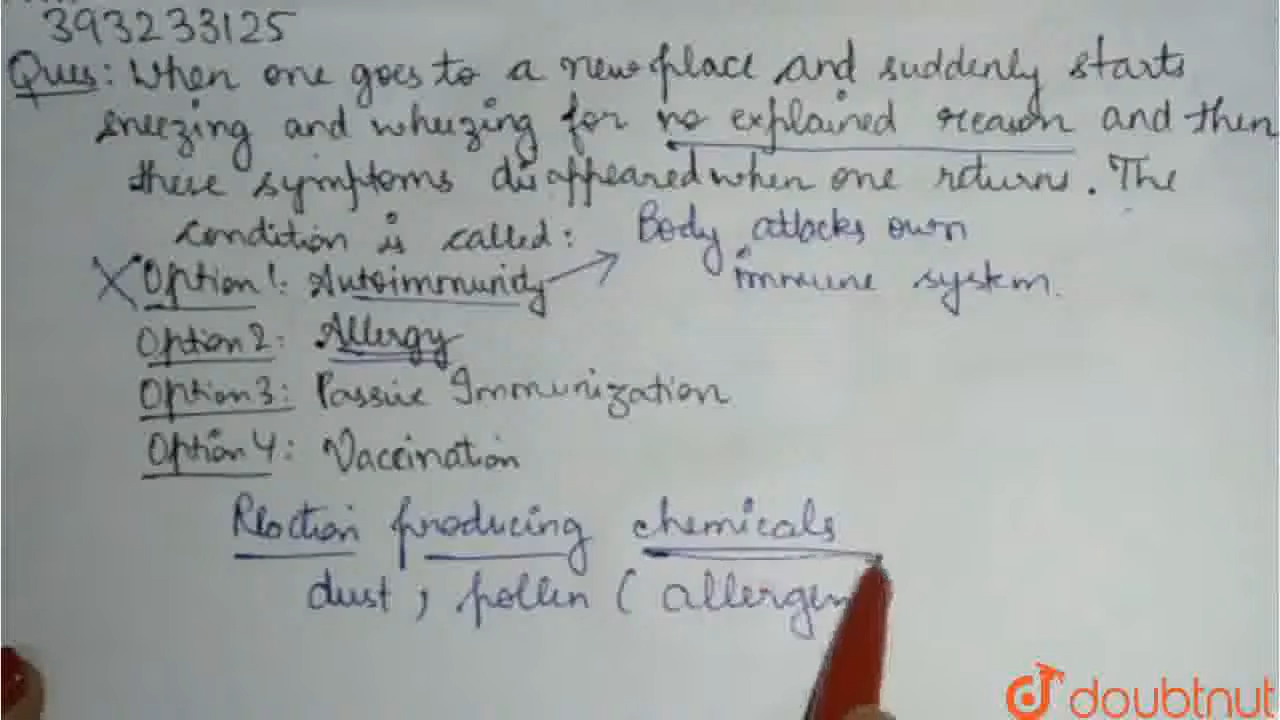 393233125
Ques: When one goes to a new place and suddenly starts
sneezing and wheezing for no explained reason and then
these symptoms disappeared when one returns. The
condition is called: Body attacks own
Option 1: Autoimmunity immune system.
Option 2: Allergy
Option 3: Passive Immunization
Option 4: Vaccination
Reaction producing chemicals
dust, pollen ( allergen
doubtnut